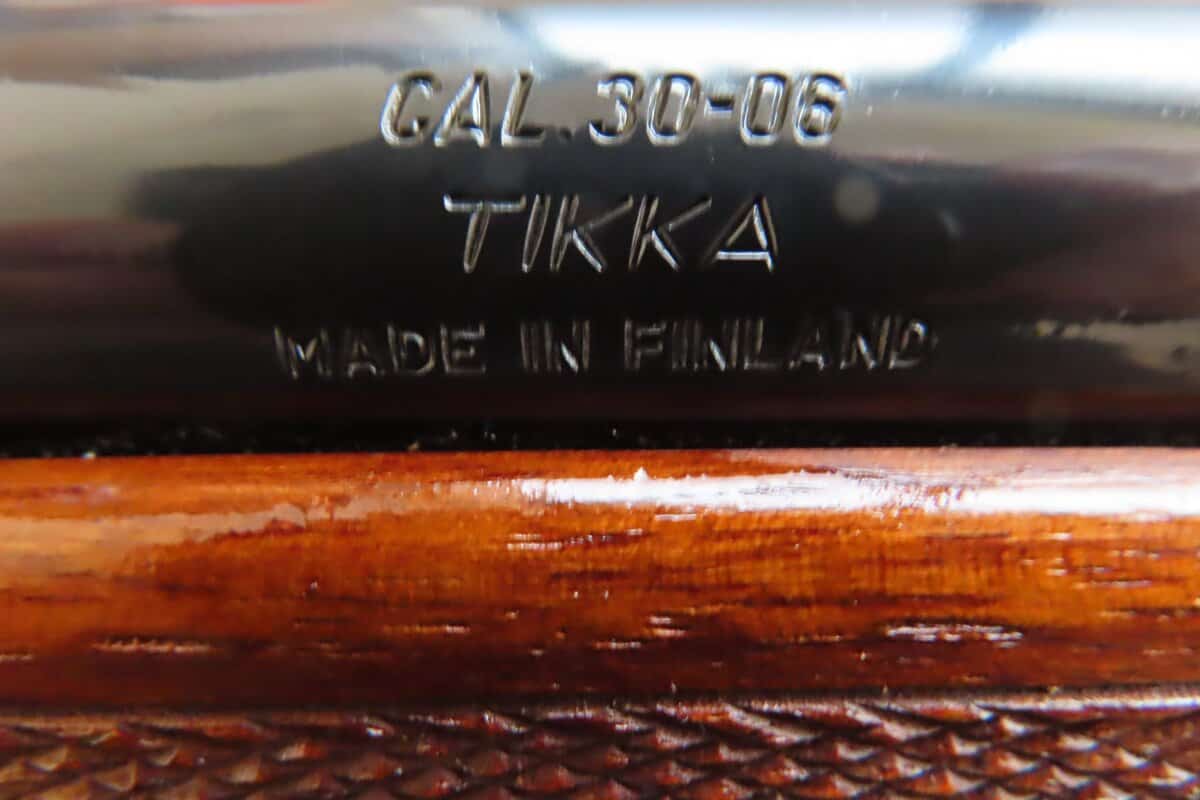 CAL.30-06
TIKKA
MADE IN FINLAND